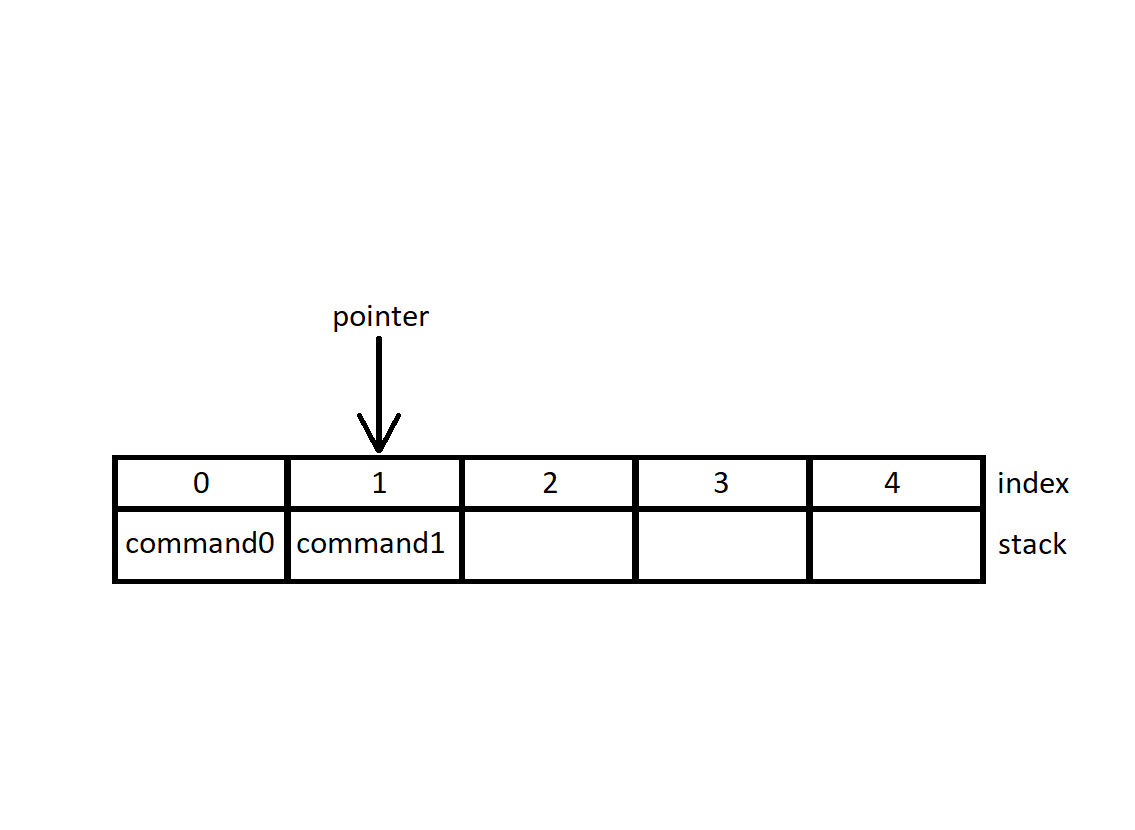 pointer
0 1 2 3 4 index
command0 command1 stack